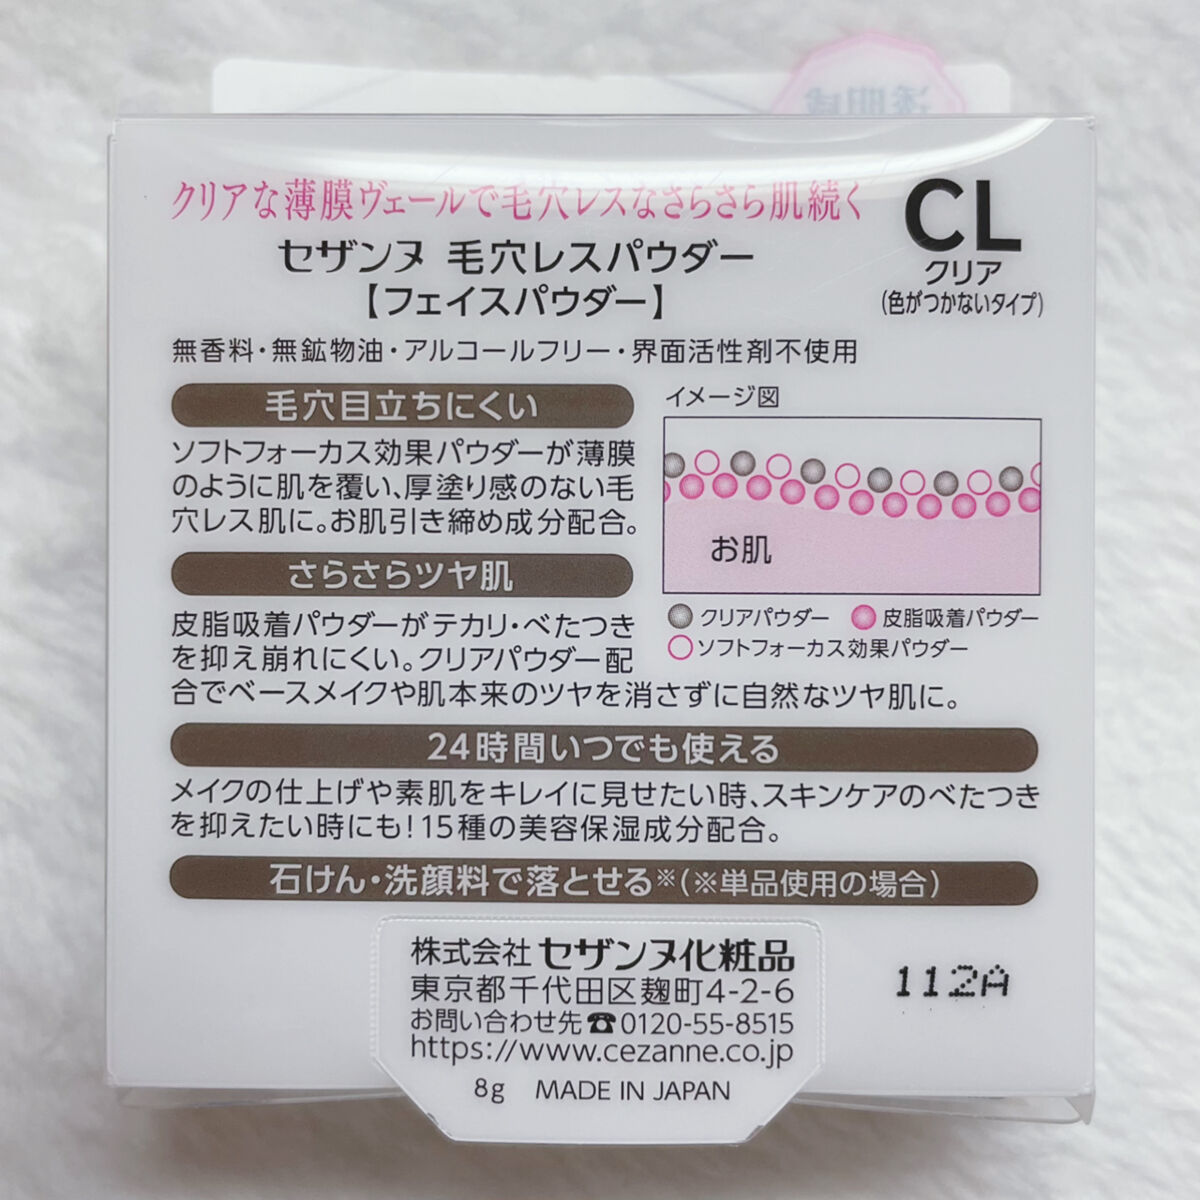 透明感
クリアな薄膜ヴェールで毛穴レスなさらさら肌続く
CL
クリア
(色がつかないタイプ)
セザンヌ 毛穴レスパウダー
【フェイスパウダー】
無香料・無鉱物油・アルコールフリー・界面活性剤不使用
毛穴目立ちにくい
ソフトフォーカス効果パウダーが薄膜
のように肌を覆い、厚塗り感のない毛
穴レス肌に。お肌引き締め成分配合。
イメージ図
お肌
クリアパウダー 皮脂吸着パウダー
ソフトフォーカス効果パウダー
さらさらツヤ肌
皮脂吸着パウダーがテカリ・べたつき
を抑え崩れにくい。クリアパウダー配
合でベースメイクや肌本来のツヤを消さずに自然なツヤ肌に。
24時間いつでも使える
メイクの仕上げや素肌をキレイに見せたい時、スキンケアのべたつき
を抑えたい時にも!15種の美容保湿成分配合。
石けん・洗顔料で落とせる※(※単品使用の場合)
株式会社 セザンヌ化粧品
東京都千代田区麹町4-2-6
お問い合わせ先☎0120-55-8515
https://www.cezanne.co.jp
8g MADE IN JAPAN
112A